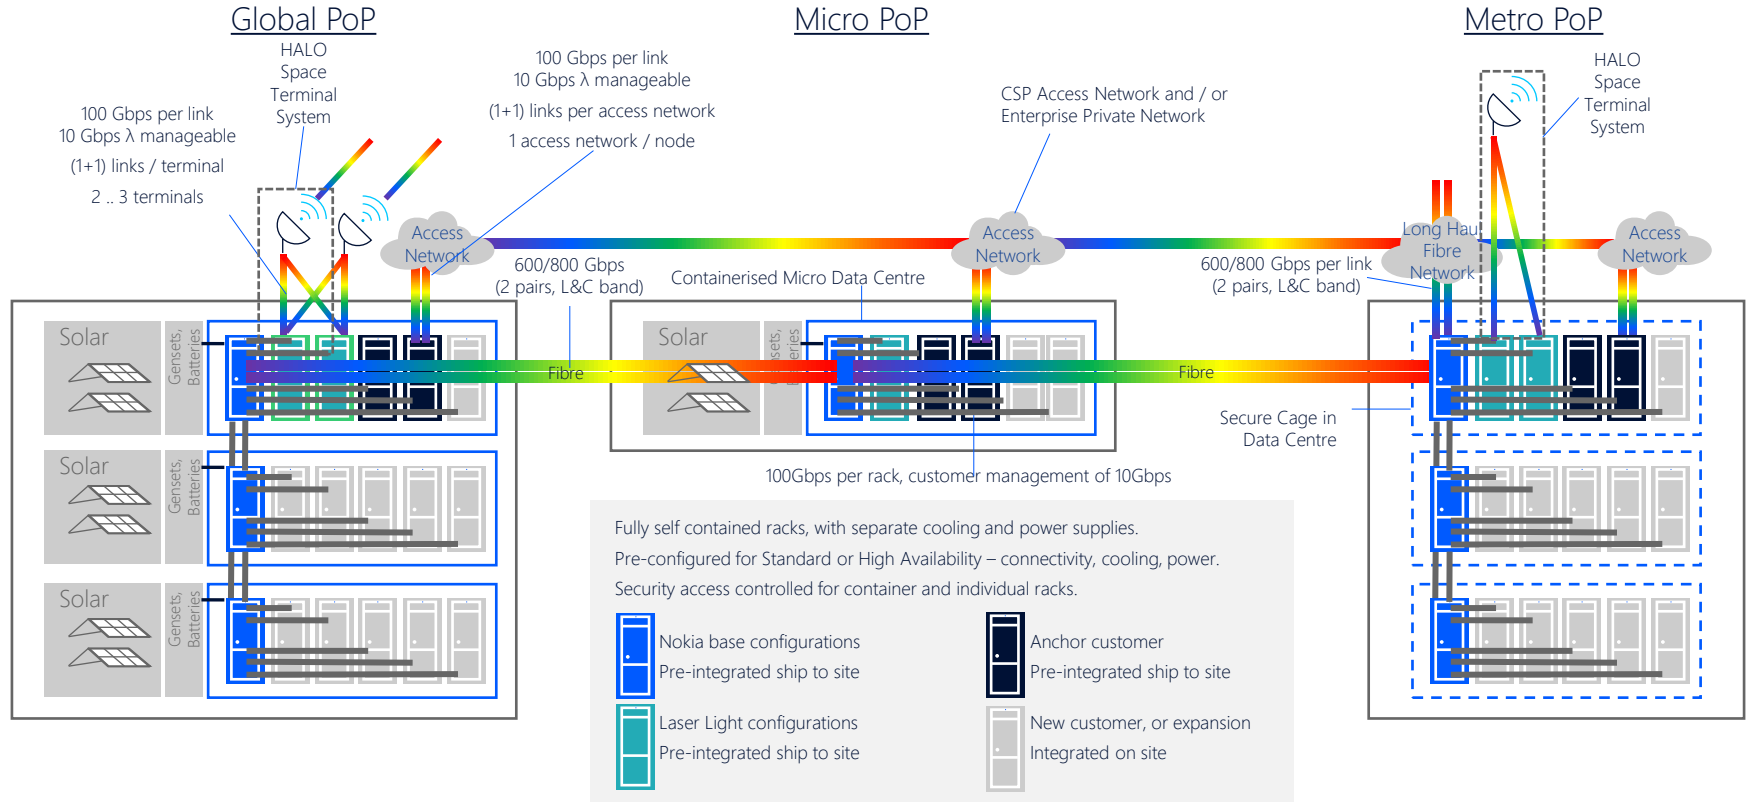 Global PoP
Micro PoP
Metro PoP
HALO
Space
Terminal
System
100 Gbps per link
10 Gbps λ manageable
(1+1) links / terminal
2 .. 3 terminals
100 Gbps per link
10 Gbps λ manageable
(1+1) links per access network
1 access network / node
CSP Access Network and / or
Enterprise Private Network
HALO
Space
Terminal
System
Access
Network
Access
Network
Long Hau
Fibre
Network
Access
Network
600/800 Gbps
(2 pairs, L&C band)
Containerised Micro Data Centre
600/800 Gbps per link
(2 pairs, L&C band)
Solar
Gensets,
Batteries
Fibre
Solar
Fibre
Secure Cage in
Data Centre
Solar
Gensets,
Batteries
100Gbps per rack, customer management of 10Gbps
Solar
Gensets,
Batteries
Fully self contained racks, with separate cooling and power supplies.
Pre-configured for Standard or High Availability – connectivity, cooling, power.
Security access controlled for container and individual racks.
Nokia base configurations
Pre-integrated ship to site
Anchor customer
Pre-integrated ship to site
Laser Light configurations
Pre-integrated ship to site
New customer, or expansion
Integrated on site